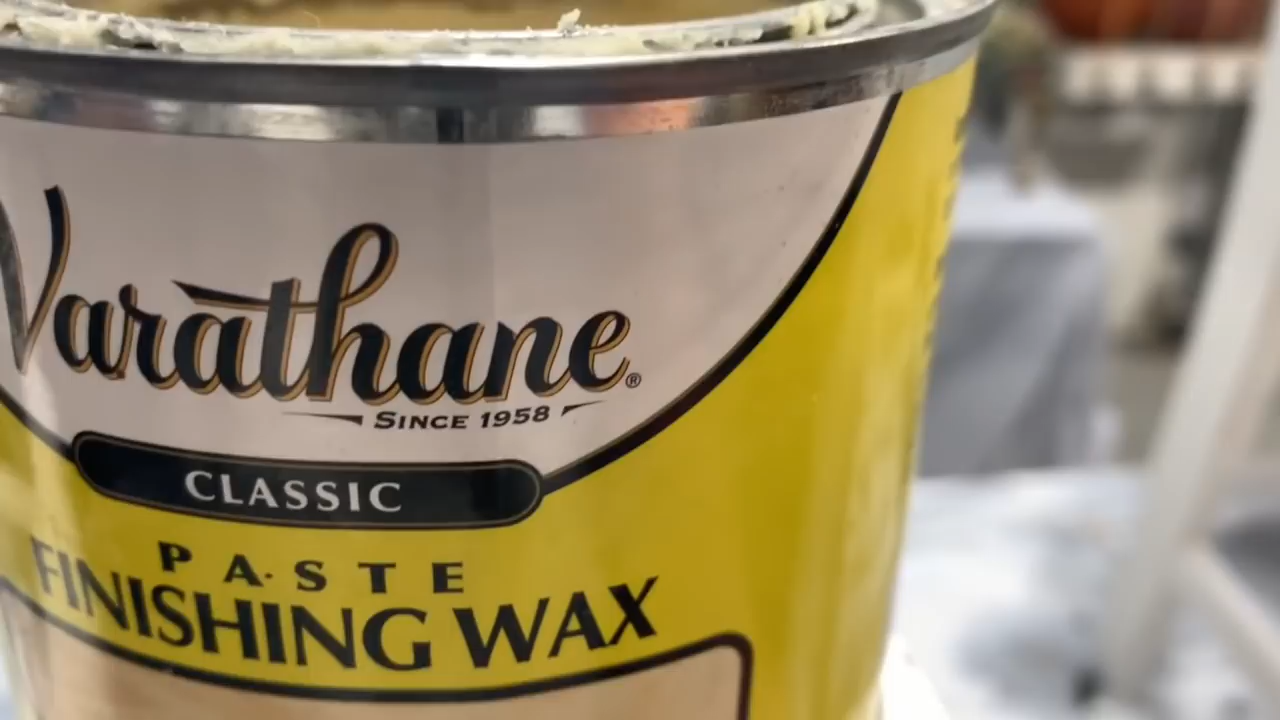 Varathane®
SINCE 1958
CLASSIC
PASTE
FINISHING WAX